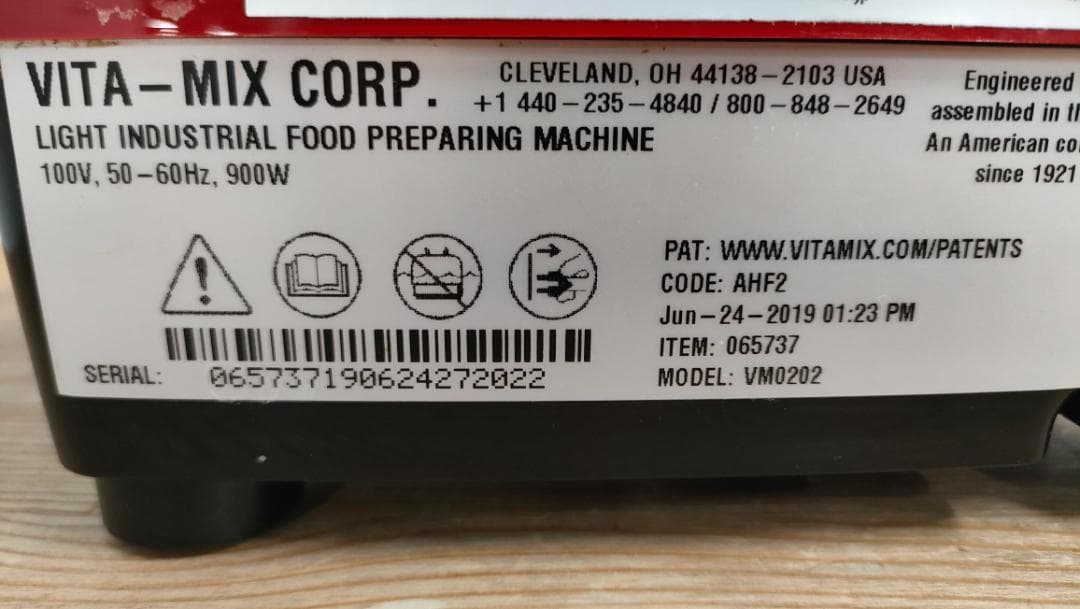 VITA-MIX CORP.
CLEVELAND, OH 44138-2103 USA
+1 440-235-4840 / 800-848-2649
LIGHT INDUSTRIAL FOOD PREPARING MACHINE
100V, 50-60Hz, 900W
Engineered
assembled in
An American
since 1921
PAT: WWW.VITAMIX.COM/PATENTS
CODE: AHF2
Jun-24-2019 01:23 PM
ITEM: 065737
MODEL: VM0202
SERIAL: 065737190624272022